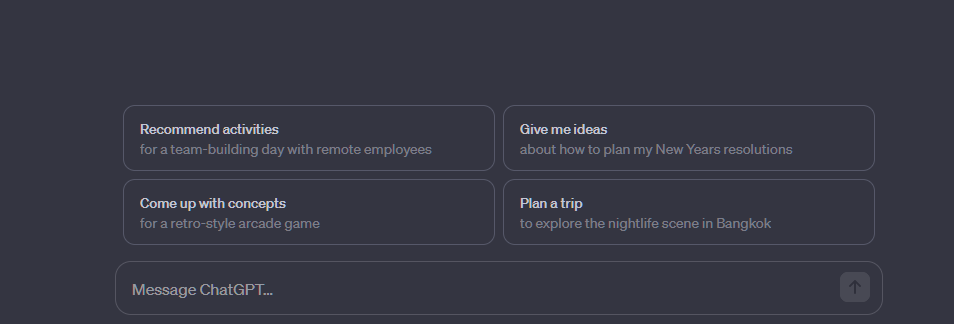 Recommend activities
for a team-building day with remote employees
Give me ideas
about how to plan my New Years resolutions
Come up with concepts
for a retro-style arcade game
Plan a trip
to explore the nightlife scene in Bangkok
Message ChatGPT...